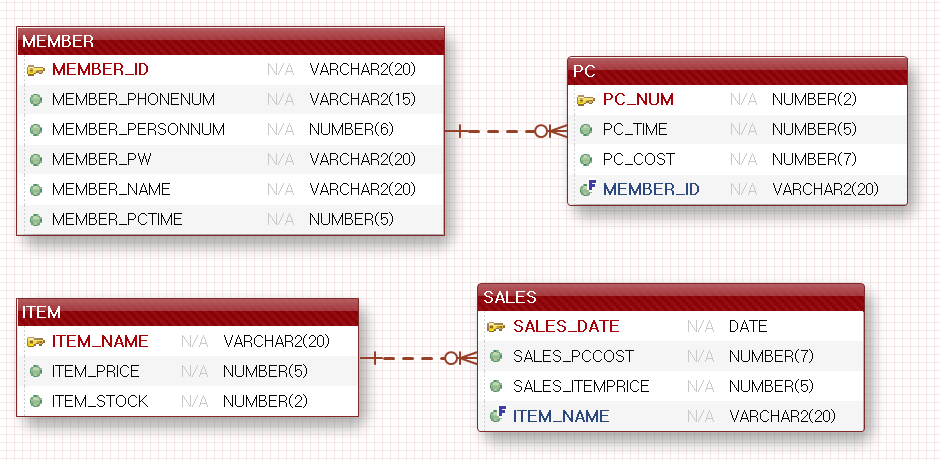 MEMBER
MEMBER_ID N/A VARCHAR2(20)
MEMBER_PHONENUM N/A VARCHAR2(15)
MEMBER_PERSONNUM N/A NUMBER(6)
MEMBER_PW N/A VARCHAR2(20)
MEMBER_NAME N/A VARCHAR2(20)
MEMBER_PCTIME N/A NUMBER(5)
PC
PC_NUM N/A NUMBER(2)
PC_TIME N/A NUMBER(5)
PC_COST N/A NUMBER(7)
F MEMBER_ID N/A VARCHAR2(20)
ITEM
ITEM_NAME N/A VARCHAR2(20)
ITEM_PRICE N/A NUMBER(5)
ITEM_STOCK N/A NUMBER(2)
SALES
SALES_DATE N/A DATE
SALES_PCCOST N/A NUMBER(7)
SALES_ITEMPRICE N/A NUMBER(5)
F ITEM_NAME N/A VARCHAR2(20)